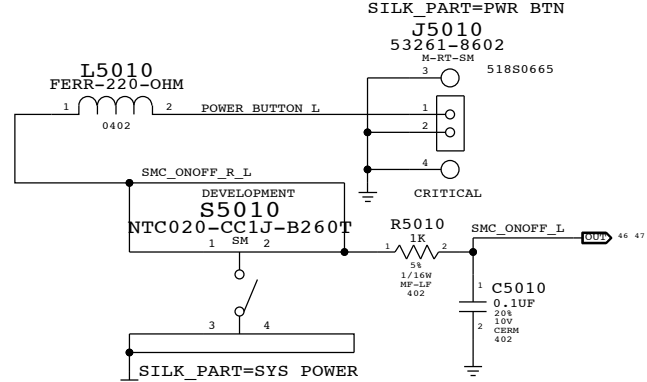 SILK_PART=PWR BTN
J5010
53261-8602
M-RT-SM
518S0665
3
L5010
FERR-220-OHM
1 2
0402
POWER BUTTON L
1
2
4
CRITICAL
SMC_ONOFF_R_L
DEVELOPMENT
S5010
NTC020-CC1J-B260T
SM
1 2
3 4
SILK_PART=SYS POWER
R5010
1K
1 2
5%
1/16W
MF-LF
402
SMC_ONOFF_L
OUT 46 47
1
C5010
0.1UF
20%
10V
CERM
402
2